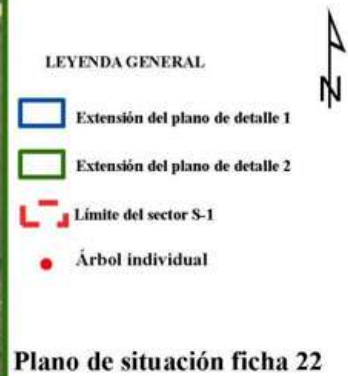 N
LEYENDA GENERAL
Extensión del plano de detalle 1
Extensión del plano de detalle 2
Límite del sector S-1
Árbol individual
Plano de situación ficha 22